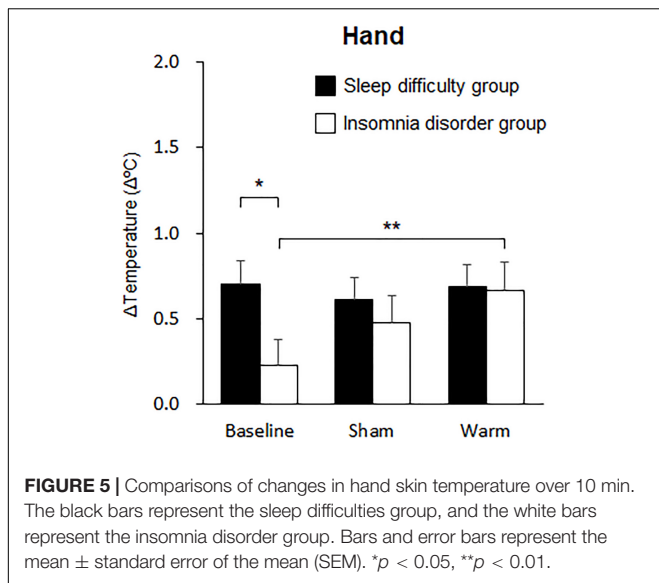 Hand
2.0
Sleep difficulty group
Insomnia disorder group
1.5
*
1.0
**
0.5
0.0
ΔTemperature (Δ°C)
Baseline Sham Warm
FIGURE 5 | Comparisons of changes in hand skin temperature over 10 min.
The black bars represent the sleep difficulties group, and the white bars
represent the insomnia disorder group. Bars and error bars represent the
mean ± standard error of the mean (SEM). *p < 0.05, **p < 0.01.